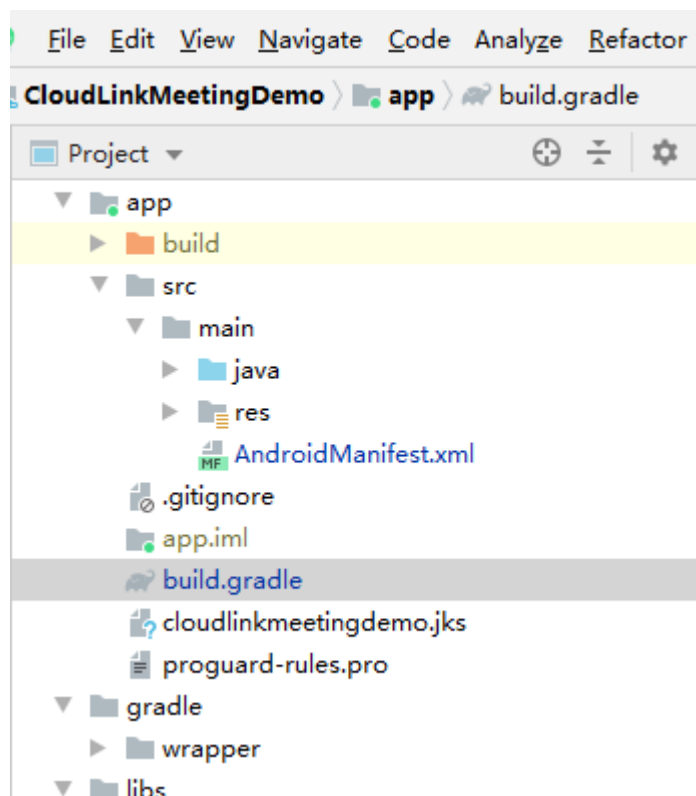 File Edit View Navigate Code Analyze Refactor
CloudLinkMeetingDemo app build.gradle
Project
app
build
src
main
java
res
MF AndroidManifest.xml
.gitignore
app.iml
build.gradle
cloudlinkmeetingdemo.jks
proguard-rules.pro
gradle
wrapper
libs